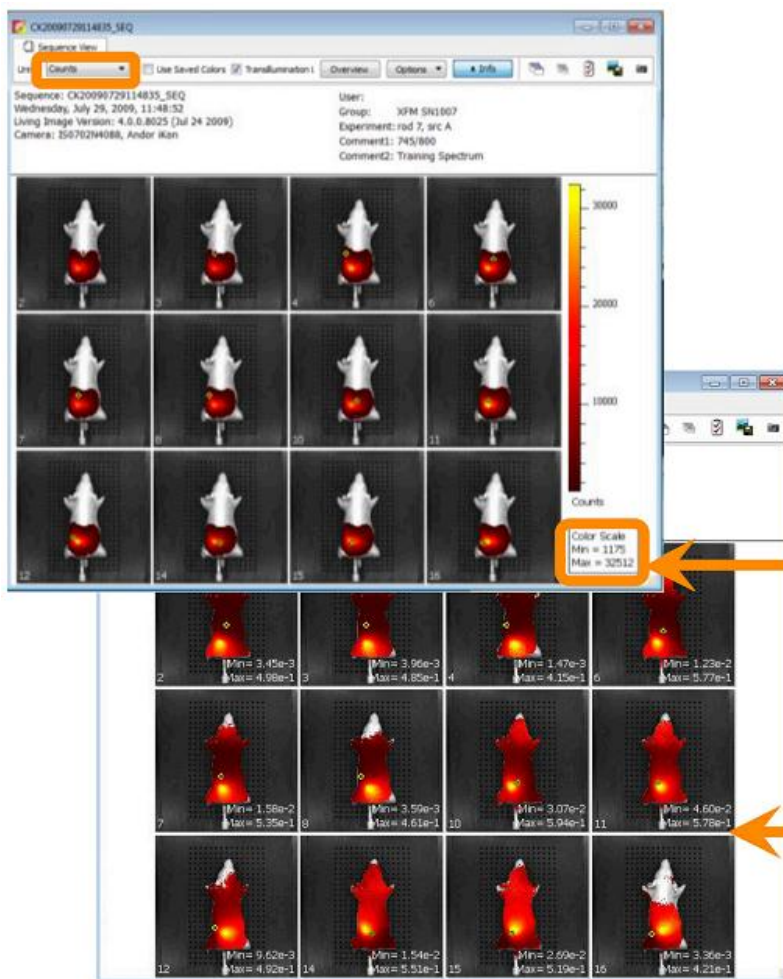 CK20090729114835_SEQ
Sequence View
Counts
Use Saved Colors
Overview
Options
Info
Sequence: CK20090729114835_SEQ
Wednesday, July 29, 2009, 11:48:52
Living Image Version: 4.0.0.8025 (Jul 24 2009)
Camera: IS0702N4088, Andor iKon
User:
Group: XFM SN1007
Experiment: rod 7, src A
Comment1: 745/800
Comment2: Training Spectrum
2 3 4 6
7 8 10 11
12 14 15 16
30000
20000
10000
Counts
Color Scale
Min = 1175
Max = 32512
2 Min= 3.45e-3 Max= 4.98e-1
3 Min= 3.96e-3 Max= 4.85e-1
4 Min= 1.47e-3 Max= 4.15e-1
6 Min= 1.23e-2 Max= 5.77e-1
7 Min= 1.58e-2 Max= 5.35e-1
8 Min= 3.59e-3 Max= 4.61e-1
10 Min= 3.07e-2 Max= 5.94e-1
11 Min= 4.60e-2 Max= 5.78e-1
12 Min= 9.62e-3 Max= 4.92e-1
14 Min= 1.54e-2 Max= 5.51e-1
15 Min= 2.69e-2 Max= 5.19e-1
16 Min= 3.36e-3 Max= 4.21e-1